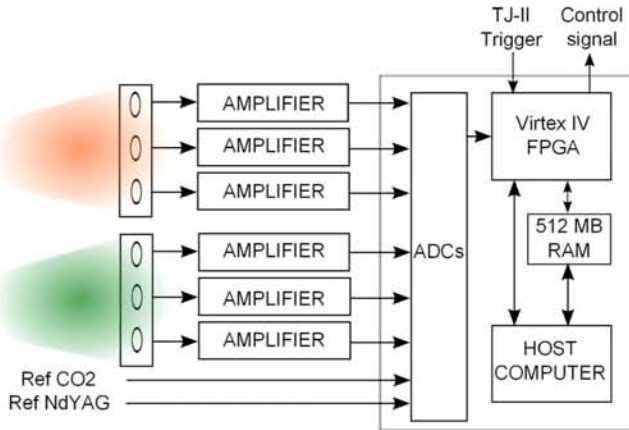 TJ-II
Trigger
Control
signal
AMPLIFIER
AMPLIFIER
AMPLIFIER
AMPLIFIER
AMPLIFIER
AMPLIFIER
ADCs
Virtex IV
FPGA
512 MB
RAM
HOST
COMPUTER
Ref CO2
Ref NdYAG